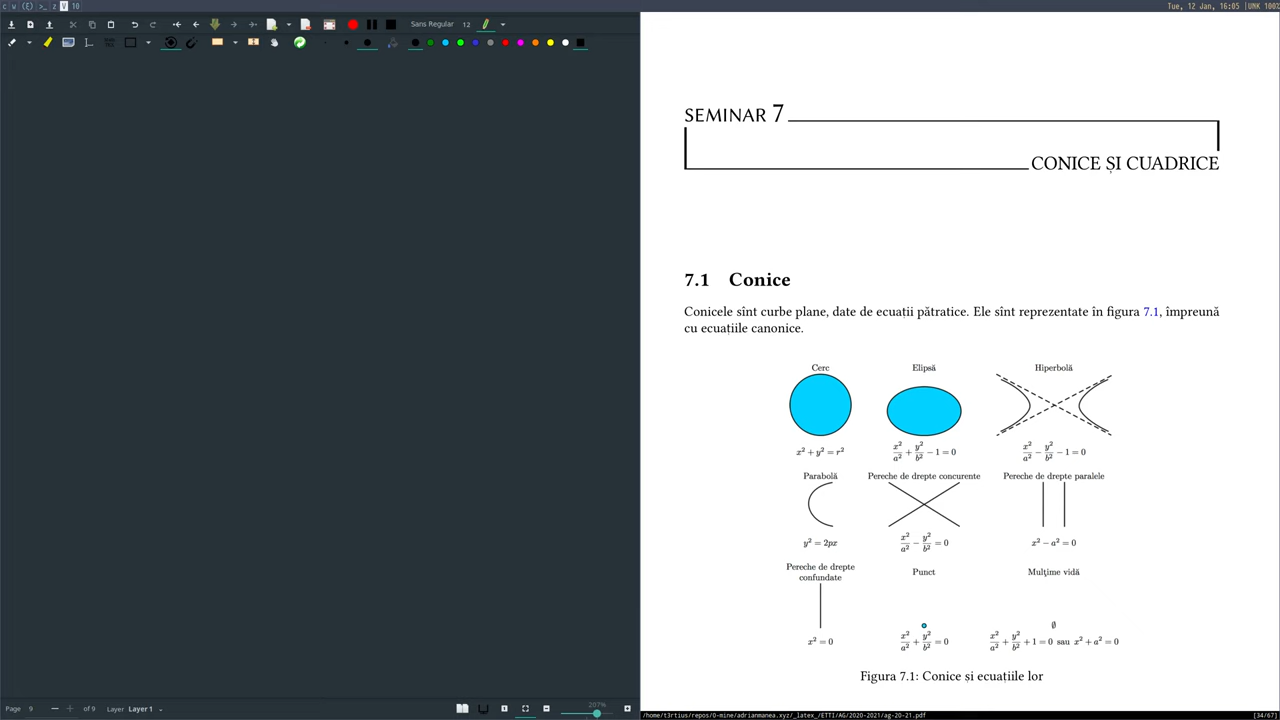 c w (ξ) >_ z V 10
Tue, 12 Jan, 16:05 |UNK 100%
Sans Regular 12
SEMINAR 7
CONICE ȘI CUADRICE
7.1 Conice
Conicele sînt curbe plane, date de ecuații pătratice. Ele sînt reprezentate în figura 7.1, împreună
cu ecuațiile canonice.
Cerc Elipsă Hiperbolă
x² + y² = r² x²/a² + y²/b² − 1 = 0 x²/a² − y²/b² − 1 = 0
Parabolă Pereche de drepte concurente Pereche de drepte paralele
y² = 2px x²/a² − y²/b² = 0 x² − a² = 0
Pereche de drepte
confundate Punct Mulţime vidă
∅
x² = 0 x²/a² + y²/b² = 0 x²/a² + y²/b² + 1 = 0 sau x² + a² = 0
Figura 7.1: Conice și ecuațiile lor
Page 9 of 9 Layer Layer 1 207%
/home/t3rtius/repos/0-mine/adrianmanea.xyz/_latex_/ETTI/AG/2020-2021/ag-20-21.pdf [34/67]